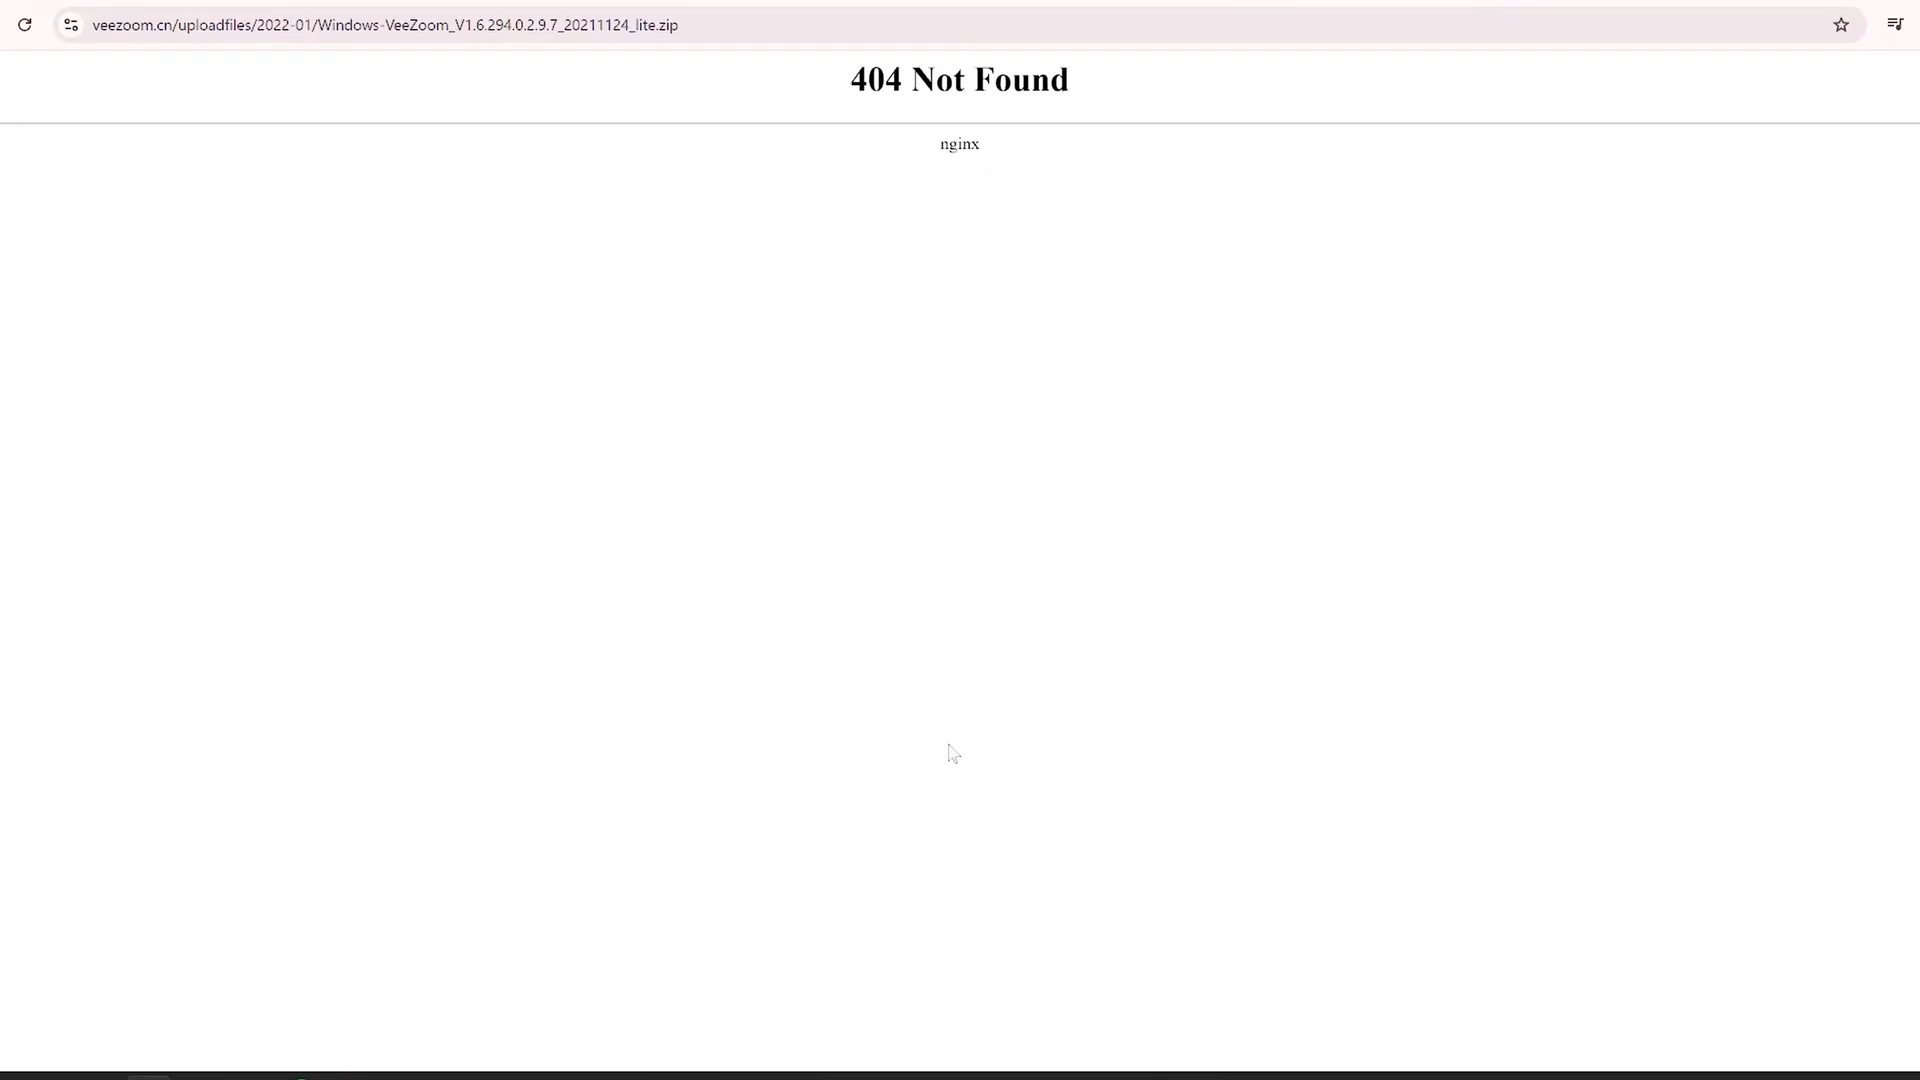 veezoom.cn/uploadfiles/2022-01/Windows-VeeZoom_V1.6.294.0.2.9.7_20211124_lite.zip
404 Not Found
nginx